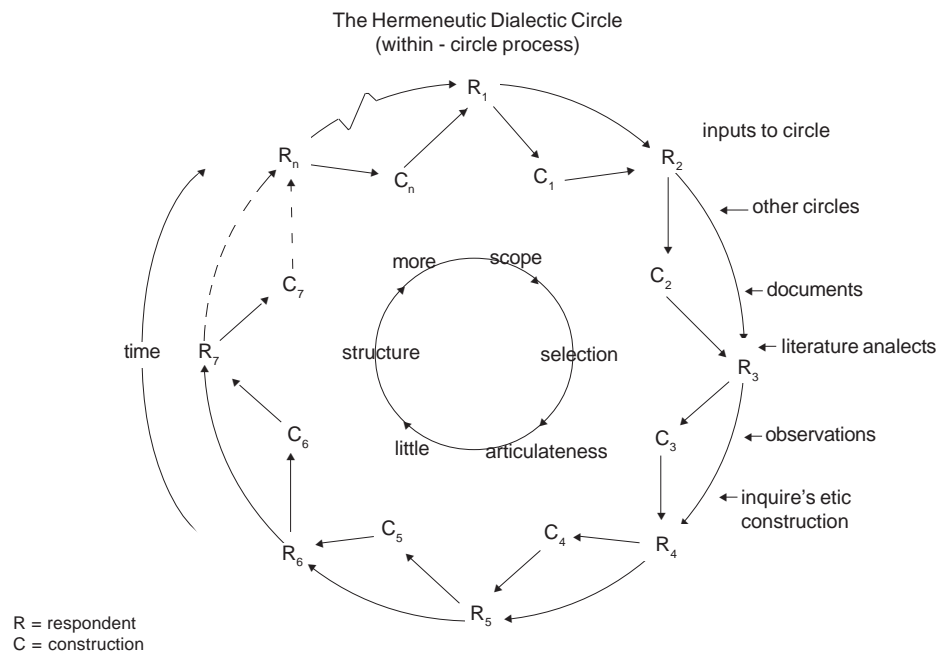 The Hermeneutic Dialectic Circle
(within - circle process)
R1
Rn
Cn
C1
R2
inputs to circle
other circles
more
scope
C7
C2
documents
time
R7
structure
selection
R3
literature analects
C6
little
articulateness
C3
observations
inquire's etic
construction
R6
C5
C4
R4
R5
R = respondent
C = construction